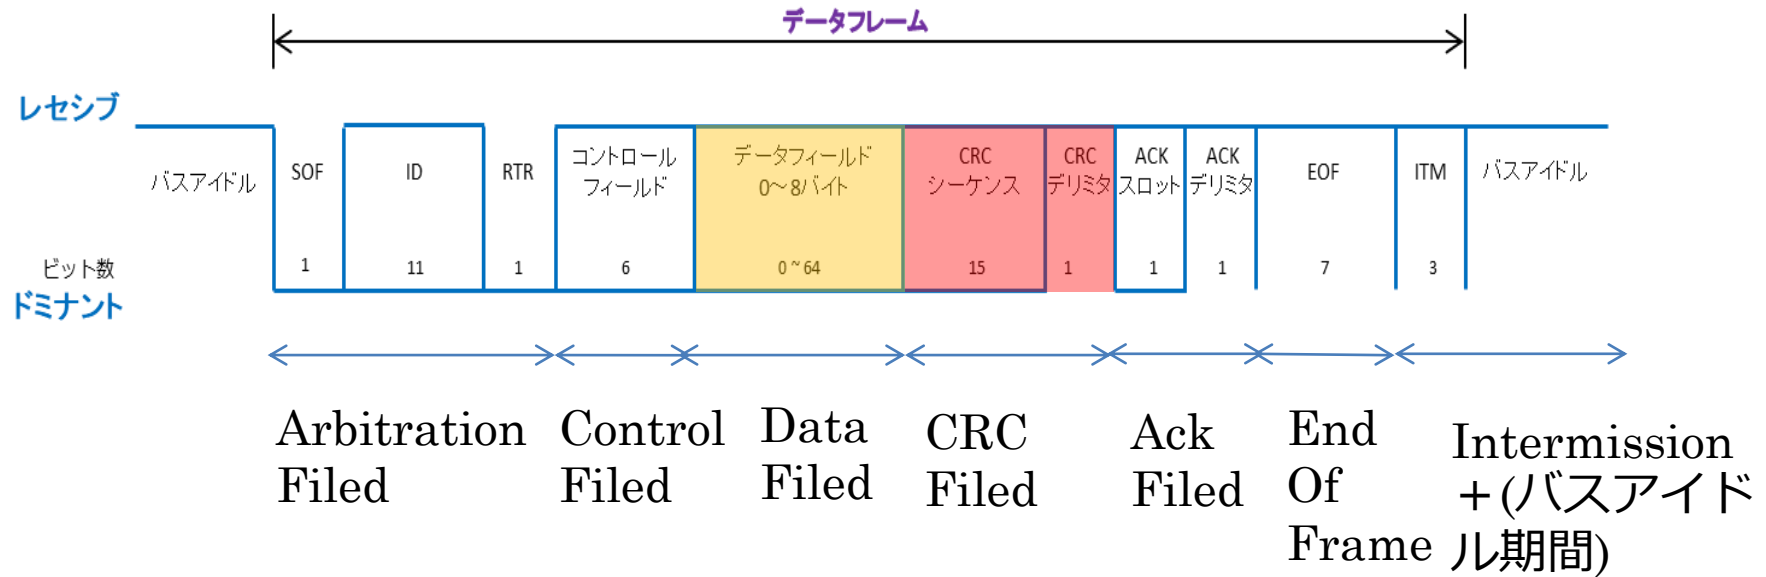 データフレーム
レセシブ
バスアイドル
SOF
ID
RTR
コントロール
フィールド
データフィールド
0～8バイト
CRC
シーケンス
CRC
デリミタ
ACK
スロット
ACK
デリミタ
EOF
ITM
バスアイドル
ビット数
1
11
1
6
0 ~ 64
15
1
1
1
7
3
ドミナント
Arbitration
Filed
Control
Filed
Data
Filed
CRC
Filed
Ack
Filed
End
Of
Frame
Intermission
＋(バスアイド
ル期間)